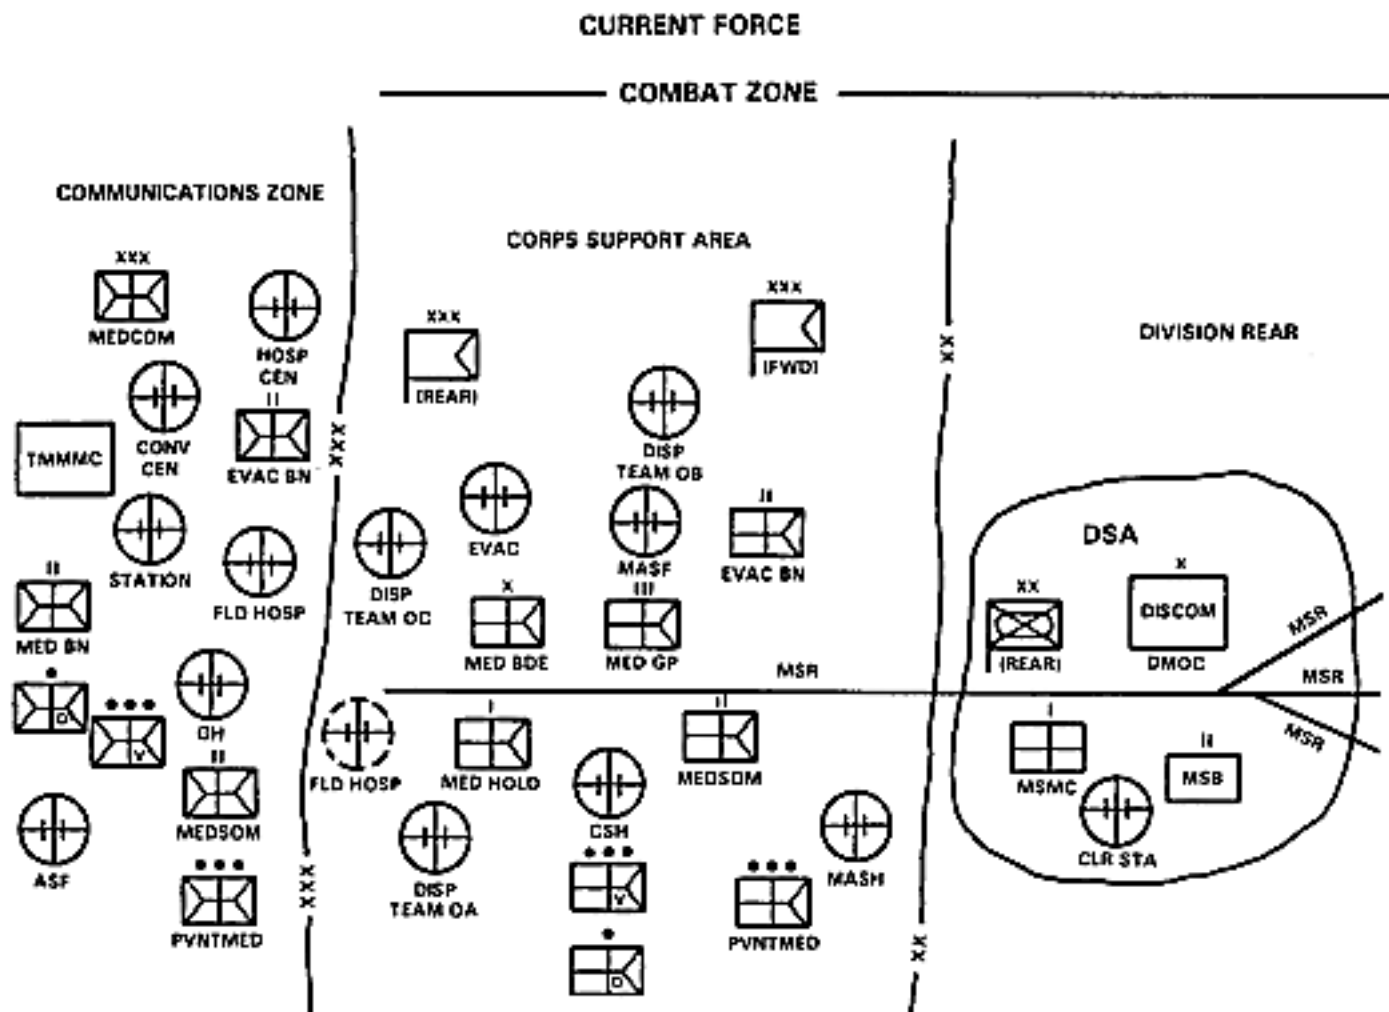 CURRENT FORCE
COMBAT ZONE
COMMUNICATIONS ZONE
CORPS SUPPORT AREA
DIVISION REAR
XXX
MEDCOM
HOSP
CEN
CONV
CEN
II
EVAC BN
TMMMC
STATION
FLD HOSP
II
MED BN
D
V
GH
II
MEDSOM
ASF
PVNTMED
XXX
XXX
XXX
(REAR)
XXX
(FWD)
DISP
TEAM OB
EVAC
MASF
II
EVAC BN
DISP
TEAM OC
X
MED BDE
III
MED GP
MSR
FLD HOSP
I
MED HOLD
II
MEDSOM
CSH
DISP
TEAM OA
V
D
PVNTMED
MASH
XX
XX
DSA
XX
(REAR)
X
DISCOM
DMOC
MSR
MSR
MSR
I
MSMC
II
MSB
CLR STA